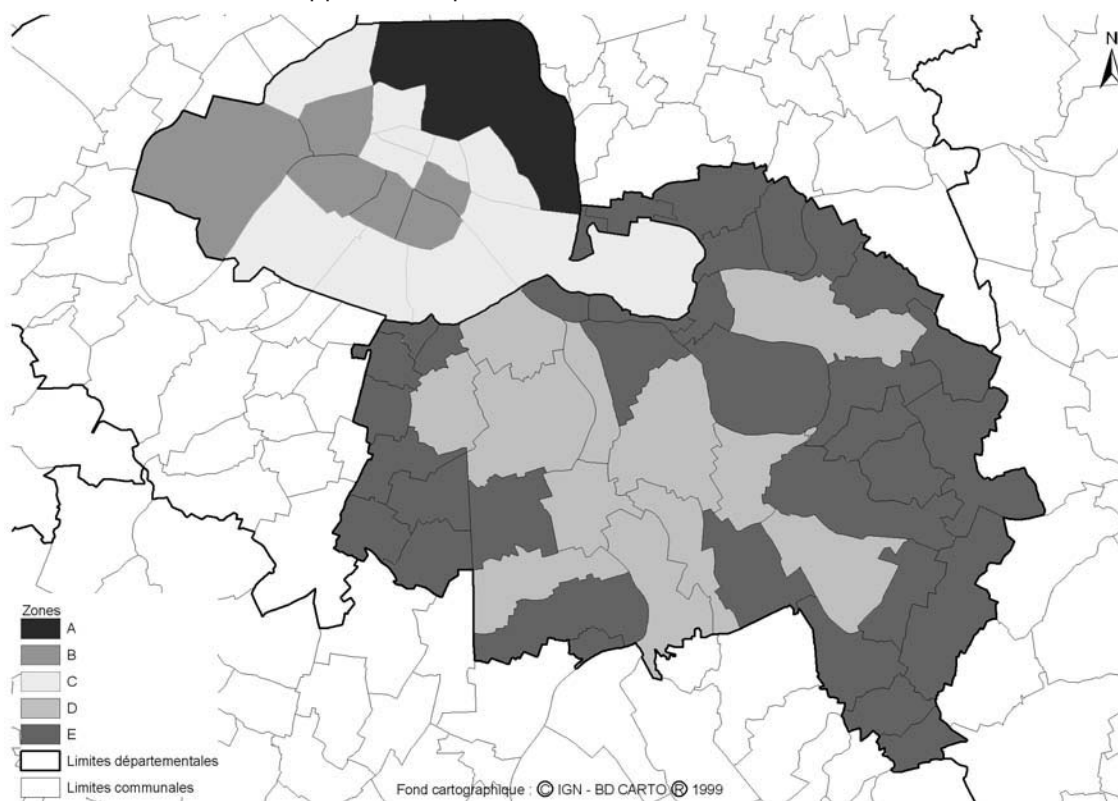 N
Zones
A
B
C
D
E
Limites départementales
Limites communales
Fond cartographique : © IGN - BD CARTO ® 1999